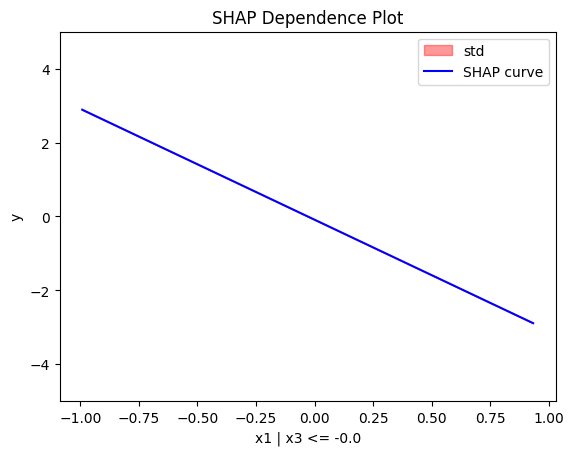 SHAP Dependence Plot
std
SHAP curve
4
2
0
−2
−4
y
−1.00 −0.75 −0.50 −0.25 0.00 0.25 0.50 0.75 1.00
x1 | x3 <= -0.0